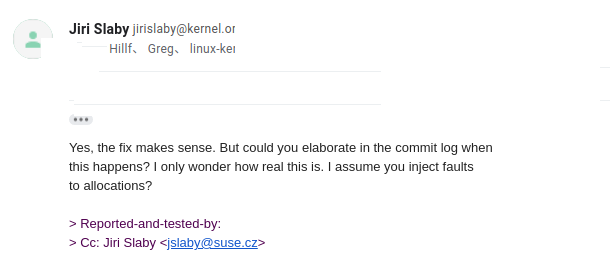 Jiri Slaby jirislaby@kernel.or
Hillf、 Greg、 linux-ker
Yes, the fix makes sense. But could you elaborate in the commit log when
this happens? I only wonder how real this is. I assume you inject faults
to allocations?
> Reported-and-tested-by:
> Cc: Jiri Slaby <jslaby@suse.cz>